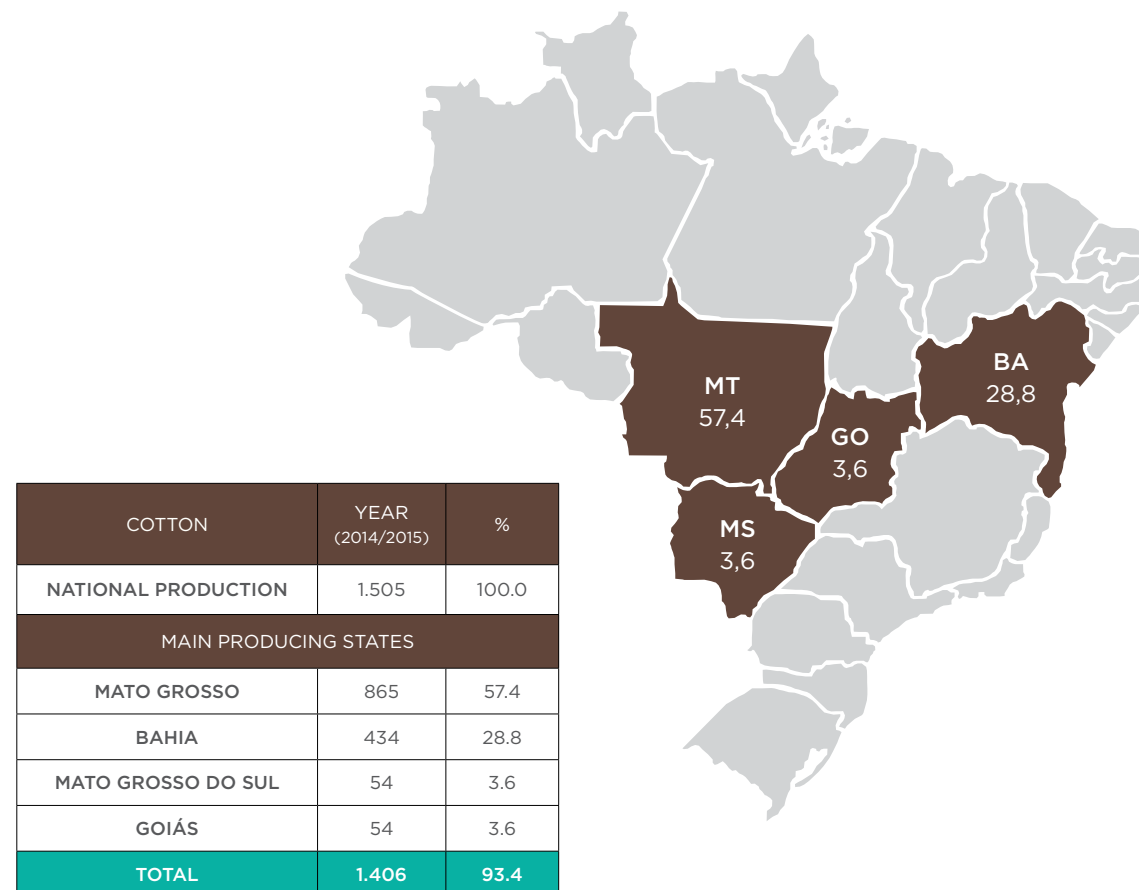 MT
57,4
BA
28,8
GO
3,6
MS
3,6
COTTON YEAR (2014/2015) %
NATIONAL PRODUCTION 1.505 100.0
MAIN PRODUCING STATES
MATO GROSSO 865 57.4
BAHIA 434 28.8
MATO GROSSO DO SUL 54 3.6
GOIÁS 54 3.6
TOTAL 1.406 93.4